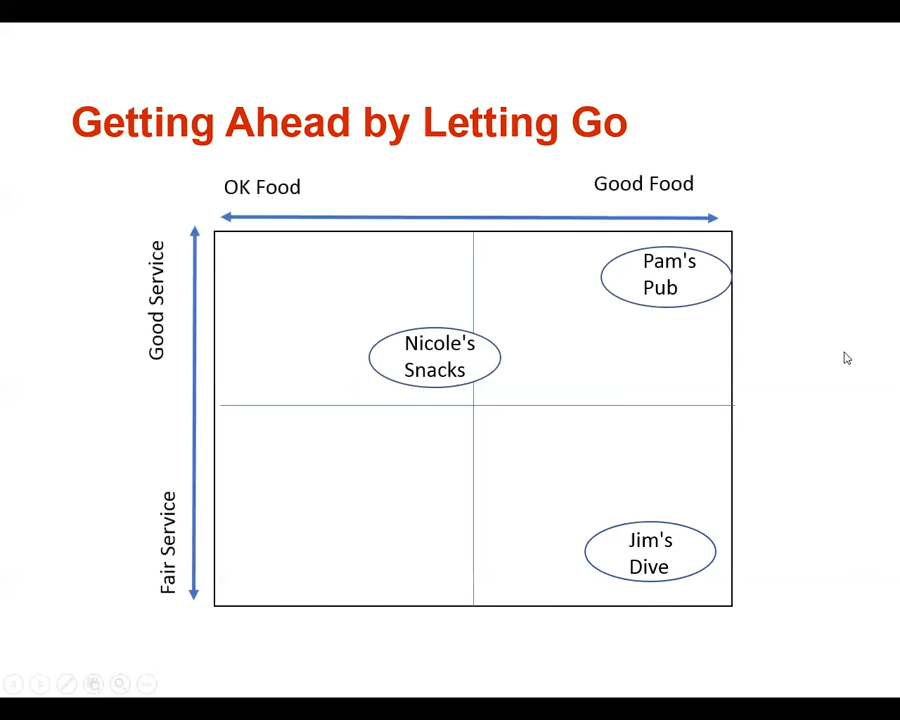 Getting Ahead by Letting Go
OK Food
Good Food
Good Service
Fair Service
Pam's
Pub
Nicole's
Snacks
Jim's
Dive